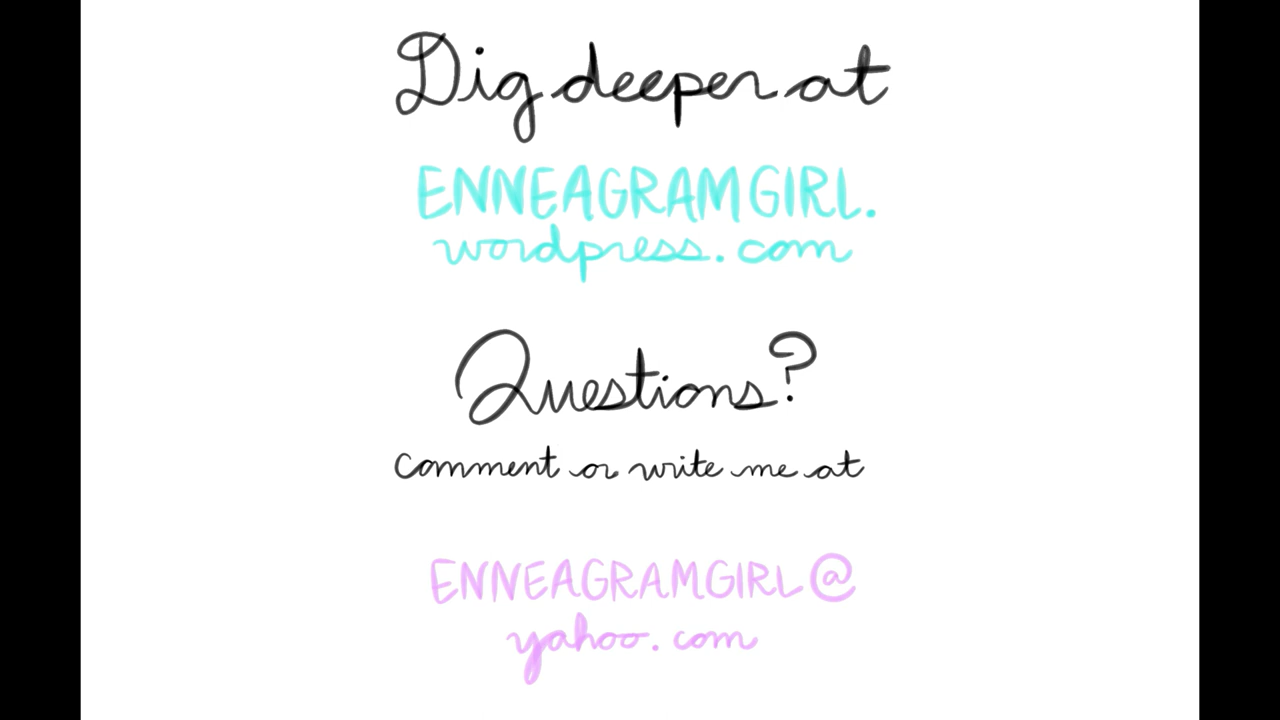 Dig deeper at
ENNEAGRAMGIRL.
wordpress.com
Questions?
comment or write me at
ENNEAGRAMGIRL@
yahoo.com